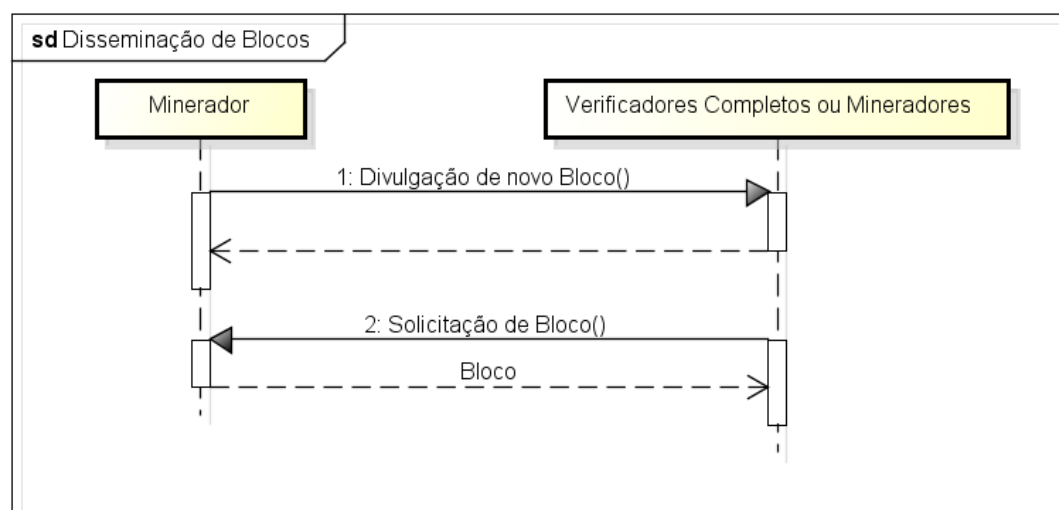 sd Disseminação de Blocos
Minerador
Verificadores Completos ou Mineradores
1: Divulgação de novo Bloco()
2: Solicitação de Bloco()
Bloco